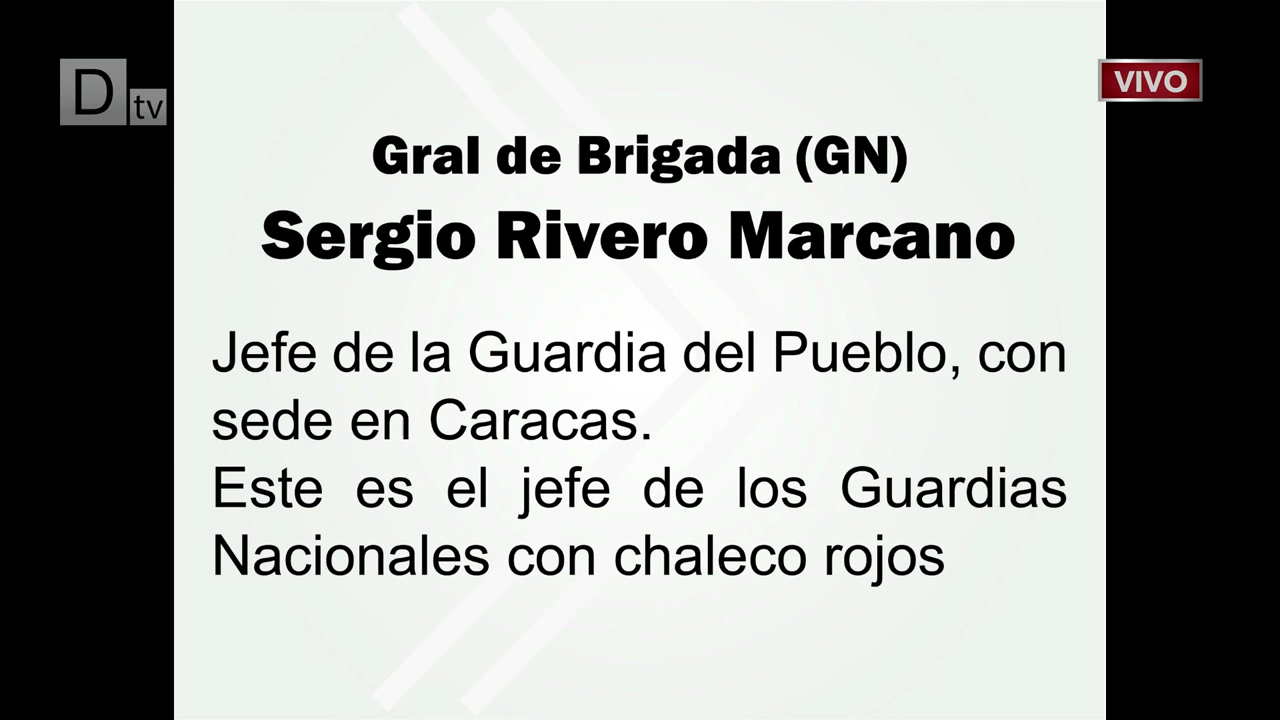 D tv
VIVO
Gral de Brigada (GN)
Sergio Rivero Marcano
Jefe de la Guardia del Pueblo, con
sede en Caracas.
Este es el jefe de los Guardias
Nacionales con chaleco rojos